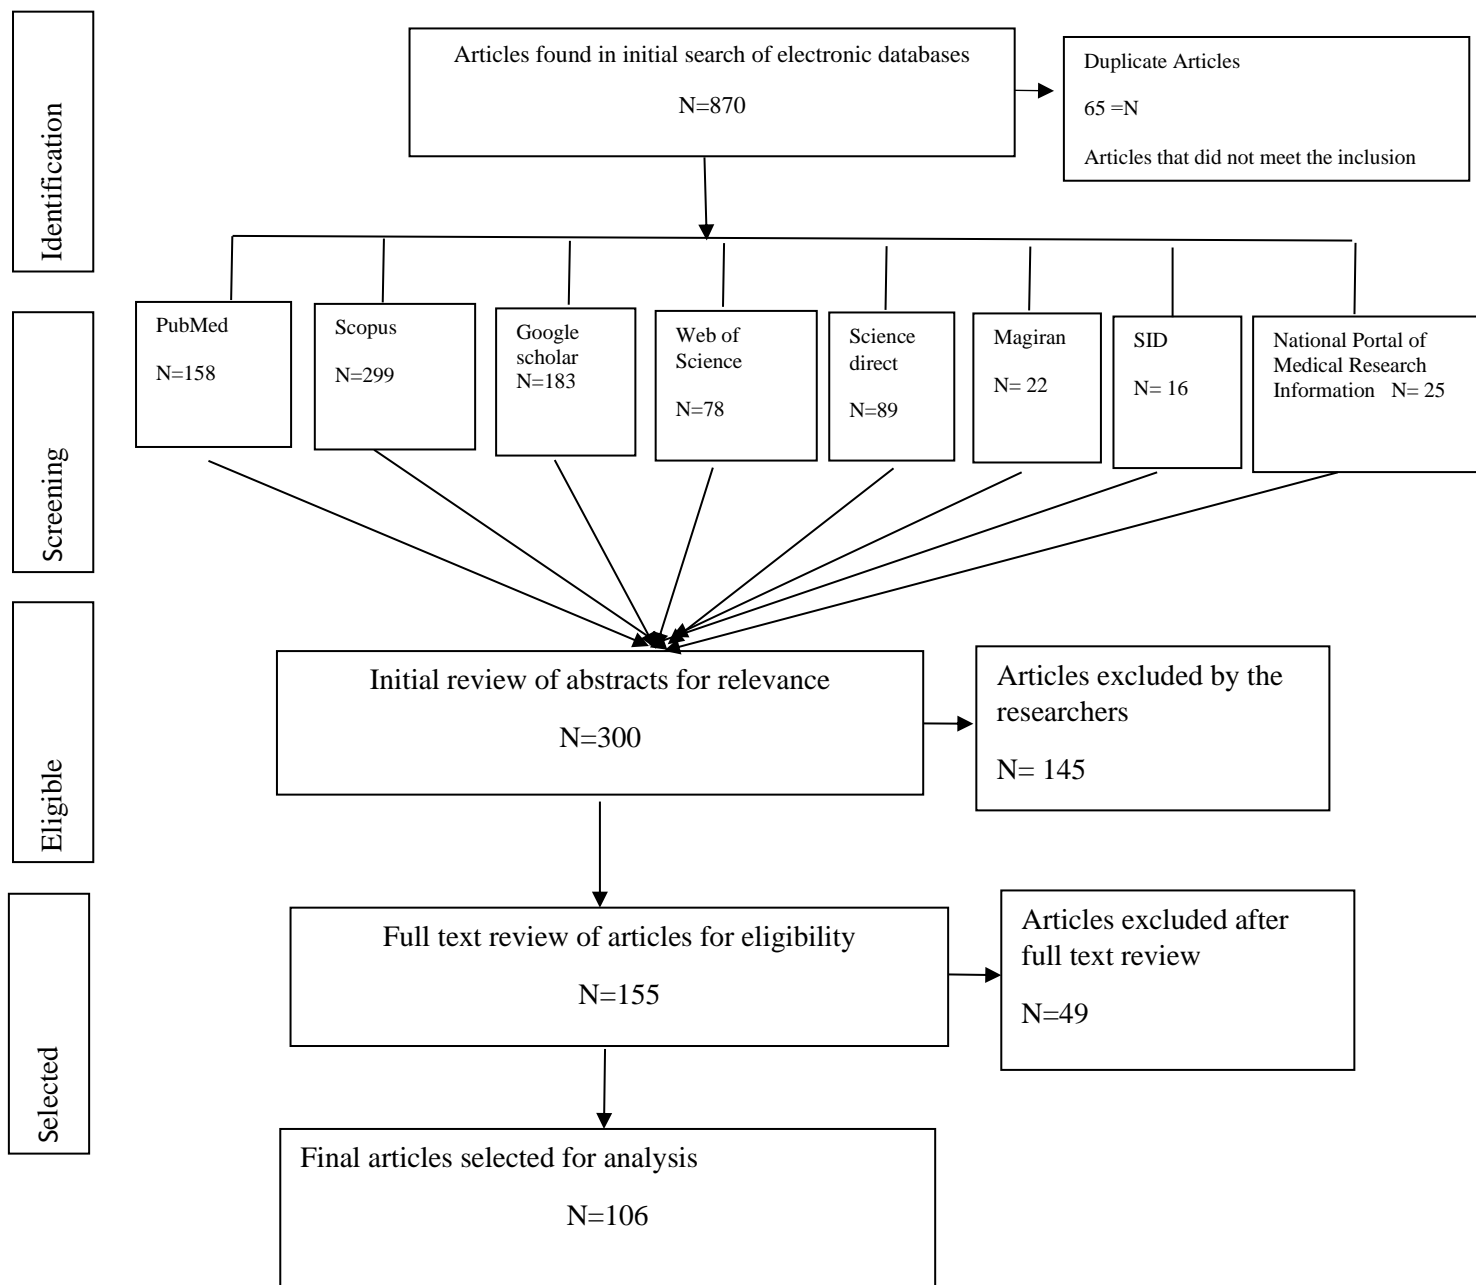 Identification
Articles found in initial search of electronic databases
N=870
Duplicate Articles
65 =N
Articles that did not meet the inclusion
Screening
PubMed
N=158
Scopus
N=299
Google
scholar
N=183
Web of
Science
N=78
Science
direct
N=89
Magiran
N= 22
SID
N= 16
National Portal of
Medical Research
Information N= 25
Eligible
Initial review of abstracts for relevance
N=300
Articles excluded by the
researchers
N= 145
Selected
Full text review of articles for eligibility
N=155
Articles excluded after
full text review
N=49
Final articles selected for analysis
N=106